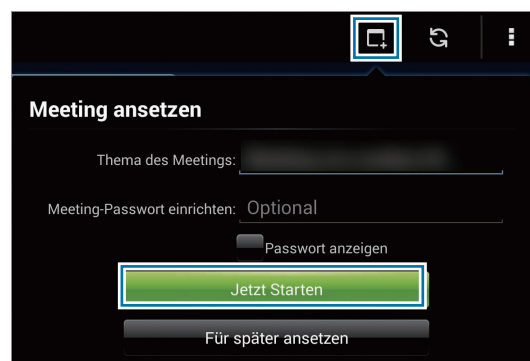 Meeting ansetzen
Thema des Meetings:
Meeting-Passwort einrichten: Optional
Passwort anzeigen
Jetzt Starten
Für später ansetzen